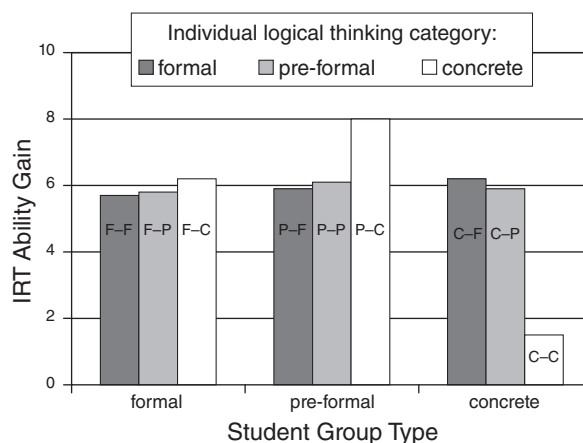 Individual logical thinking category:
formal pre-formal concrete
10
8
6
4
2
0
IRT Ability Gain
F–F F–P F–C P–F P–P P–C C–F C–P
C–C
formal pre-formal concrete
Student Group Type